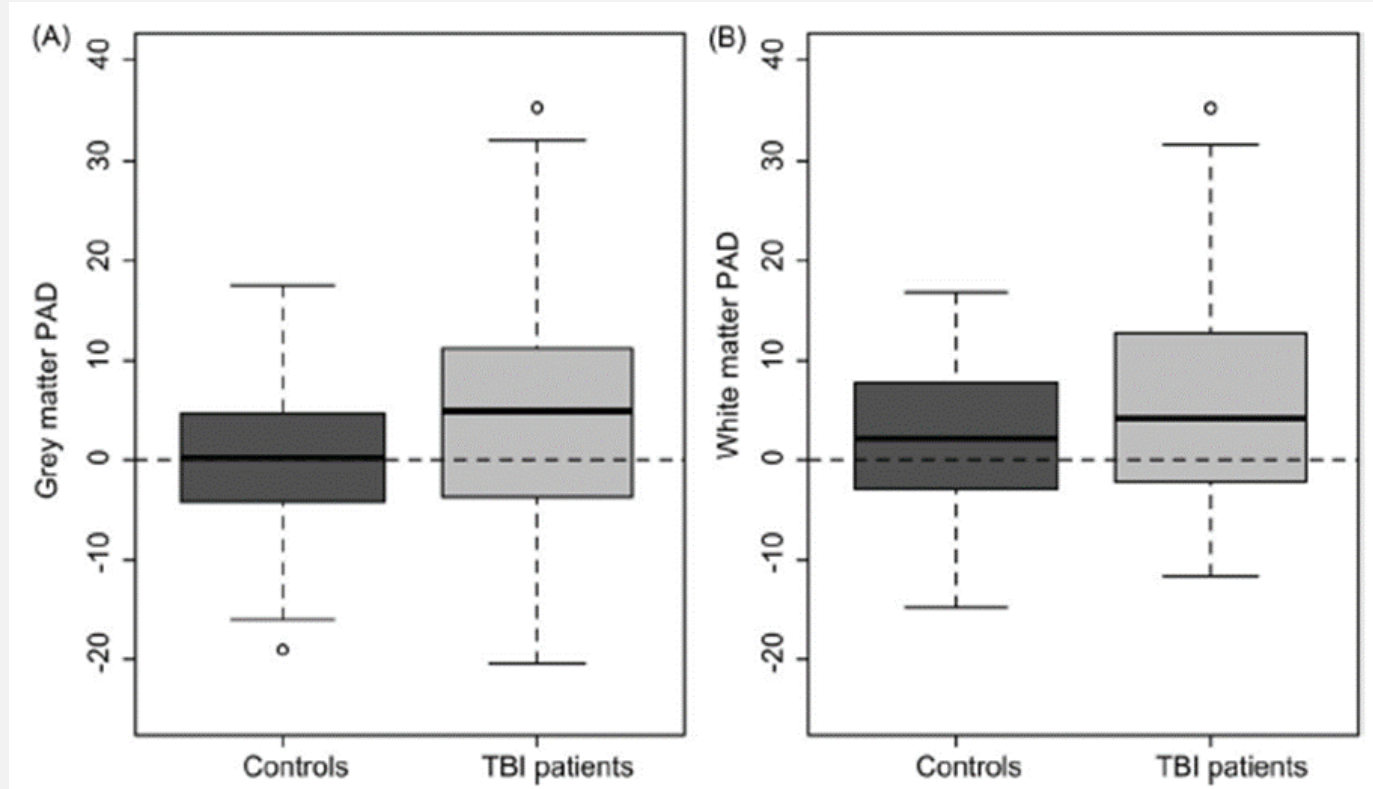 (A)
Grey matter PAD
40
30
20
10
0
-10
-20
Controls
TBI patients
(B)
White matter PAD
40
30
20
10
0
-10
-20
Controls
TBI patients